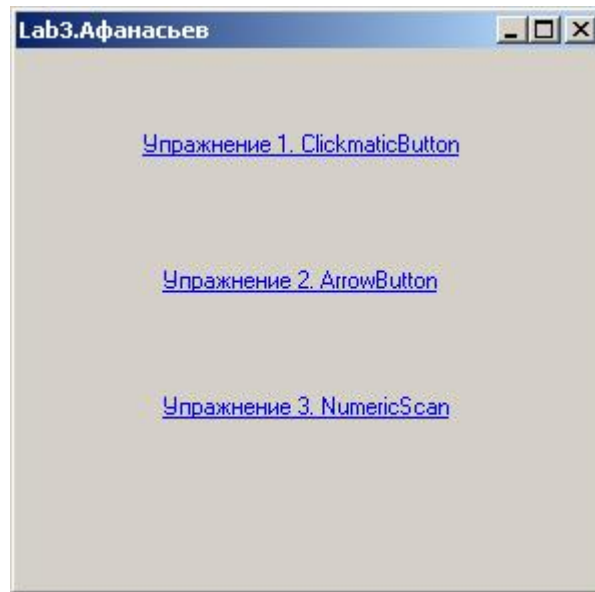 Lab3.Афанасьев
Упражнение 1. ClickmaticButton
Упражнение 2. ArrowButton
Упражнение 3. NumericScan